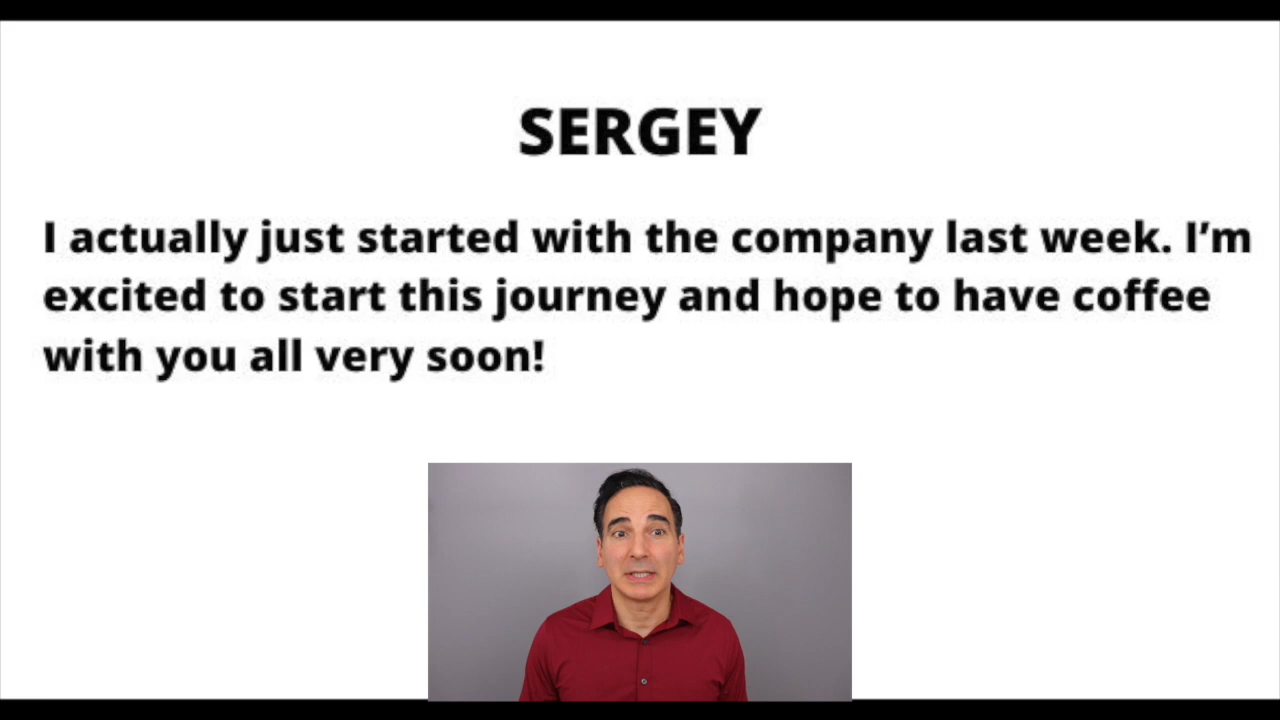 SERGEY
I actually just started with the company last week. I’m
excited to start this journey and hope to have coffee
with you all very soon!